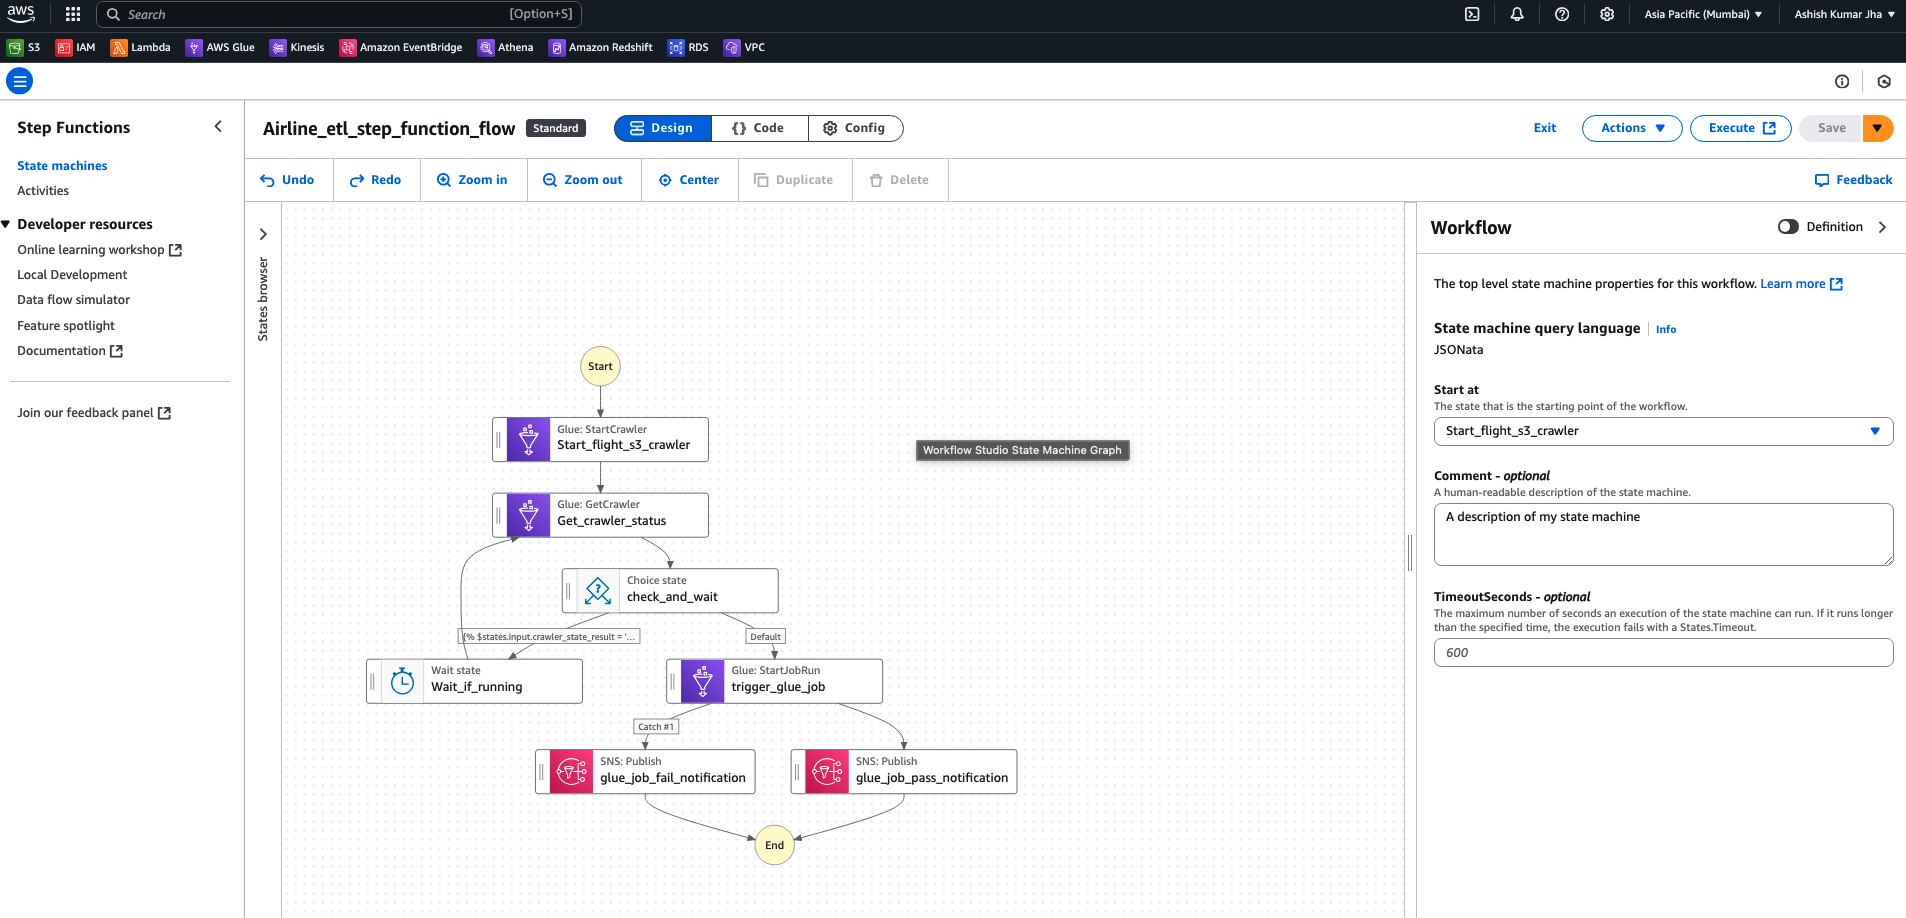 aws
Search [Option+S]
Asia Pacific (Mumbai)
Ashish Kumar Jha
S3 IAM Lambda AWS Glue Kinesis Amazon EventBridge Athena Amazon Redshift RDS VPC
Step Functions
State machines
Activities
Developer resources
Online learning workshop
Local Development
Data flow simulator
Feature spotlight
Documentation
Join our feedback panel
Airline_etl_step_function_flow Standard
Design {} Code Config
Exit Actions Execute Save
Undo Redo Zoom in Zoom out Center Duplicate Delete
Feedback
States browser
Start
Glue: StartCrawler
Start_flight_s3_crawler
Workflow Studio State Machine Graph
Glue: GetCrawler
Get_crawler_status
Choice state
check_and_wait
{% $states.input.crawler_state_result = '...
Default
Wait state
Wait_if_running
Glue: StartJobRun
trigger_glue_job
Catch #1
SNS: Publish
glue_job_fail_notification
SNS: Publish
glue_job_pass_notification
End
Workflow
Definition
The top level state machine properties for this workflow. Learn more
State machine query language Info
JSONata
Start at
The state that is the starting point of the workflow.
Start_flight_s3_crawler
Comment - optional
A human-readable description of the state machine.
A description of my state machine
TimeoutSeconds - optional
The maximum number of seconds an execution of the state machine can run. If it runs longer
than the specified time, the execution fails with a States.Timeout.
600